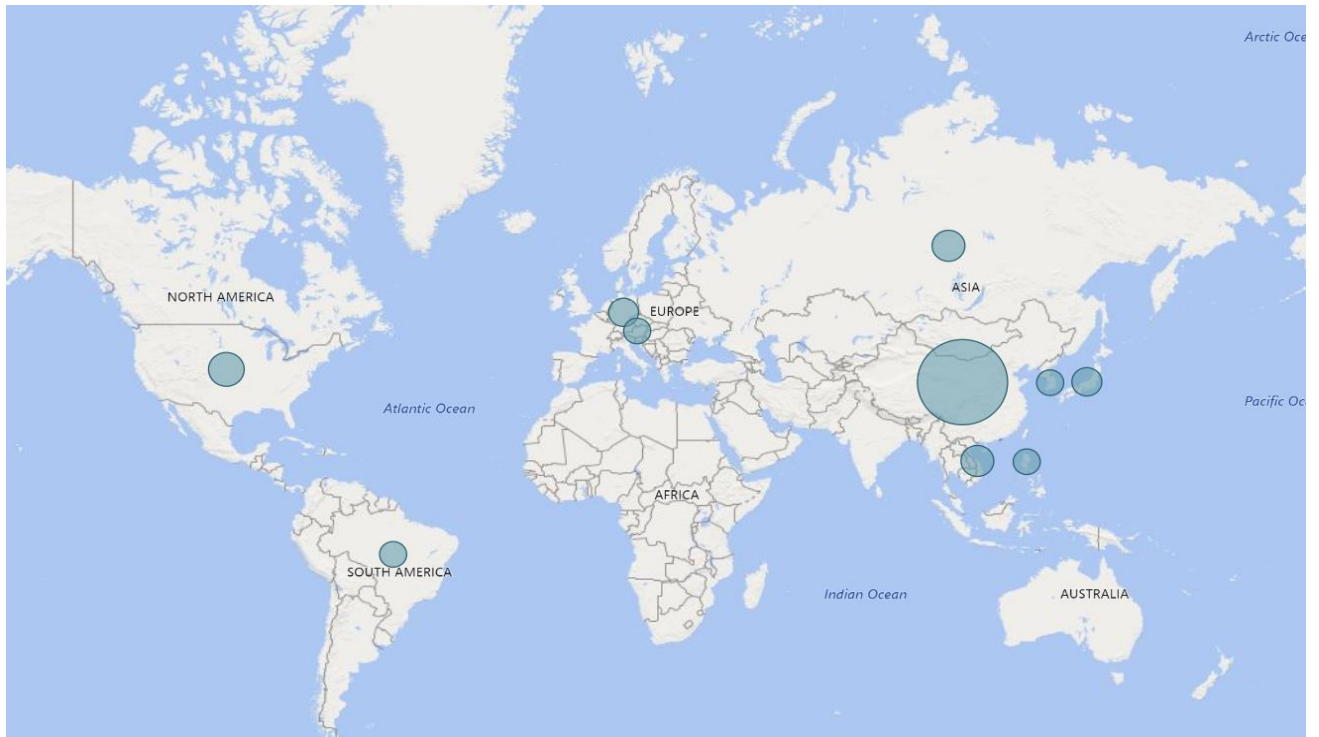 Arctic Oce
NORTH AMERICA
EUROPE
ASIA
Atlantic Ocean
Pacific Oc
AFRICA
SOUTH AMERICA
Indian Ocean
AUSTRALIA